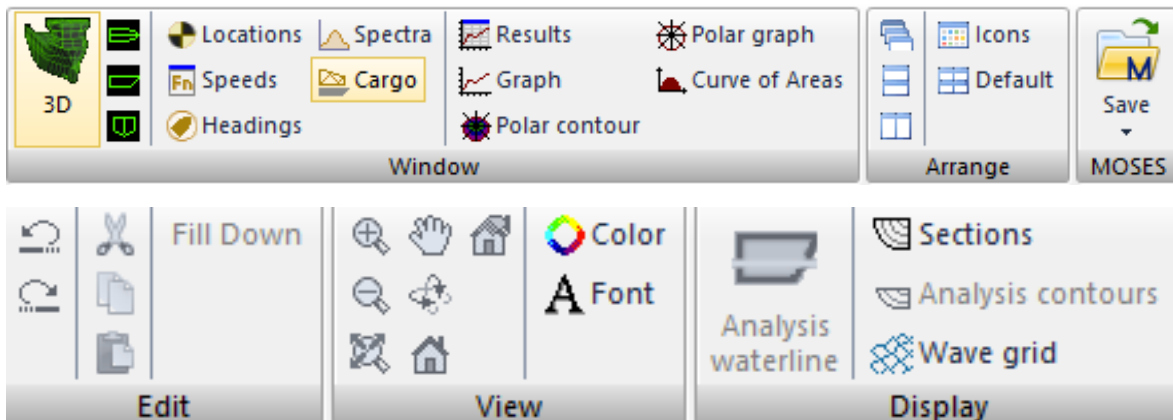 Locations Spectra Results Polar graph Icons
Fn Speeds Cargo Graph Curve of Areas Default
3D Headings Polar contour M Save
Window Arrange MOSES
Fill Down Color Sections
A Font Analysis contours
Analysis waterline Wave grid
Edit View Display